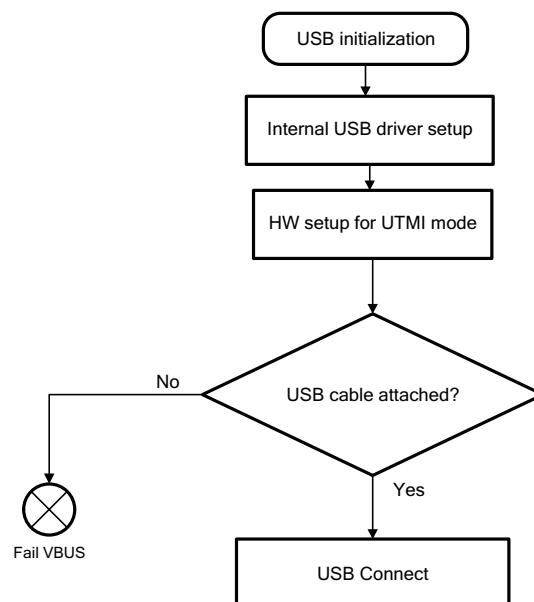 USB initialization
Internal USB driver setup
HW setup for UTMI mode
USB cable attached?
No
Yes
Fail VBUS
USB Connect